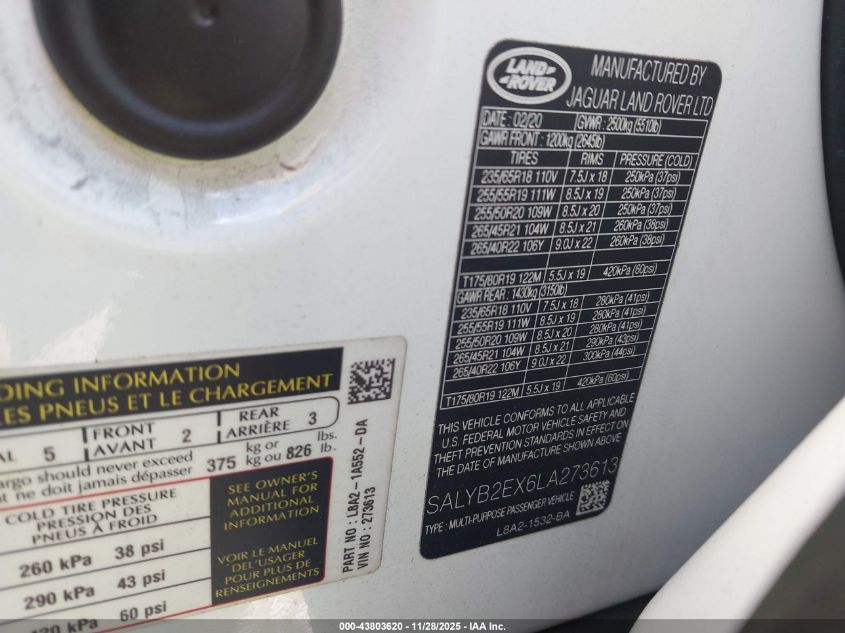 LAND ROVER
MANUFACTURED BY
JAGUAR LAND ROVER LTD
DATE : 02/20 GVWR : 2500kg (5510lb)
GAWR FRONT : 1200kg (2645lb)
TIRES RIMS PRESSURE (COLD)
235/65R18 110V 7.5J x 18 250kPa (37psi)
255/55R19 111W 8.5J x 19 250kPa (37psi)
255/50R20 109W 8.5J x 20 250kPa (37psi)
265/45R21 104W 8.5J x 21 260kPa (38psi)
265/40R22 106Y 9.0J x 22 260kPa (38psi)
T175/80R19 122M 5.5J x 19 420kPa (60psi)
GAWR REAR : 1430kg (3150lb)
235/65R18 110V 7.5J x 18 280kPa (41psi)
255/55R19 111W 8.5J x 19 280kPa (41psi)
255/50R20 109W 8.5J x 20 280kPa (41psi)
265/45R21 104W 8.5J x 21 290kPa (43psi)
265/40R22 106Y 9.0J x 22 300kPa (44psi)
T175/80R19 122M 5.5J x 19 420kPa (60psi)
THIS VEHICLE CONFORMS TO ALL APPLICABLE
U.S. FEDERAL MOTOR VEHICLE SAFETY AND
THEFT PREVENTION STANDARDS IN EFFECT ON
THE DATE OF MANUFACTURE SHOWN ABOVE
SALYB2EX6LA273613
TYPE : MULTI-PURPOSE PASSENGER VEHICLE
L8A2-1532-BA
DING INFORMATION
LES PNEUS ET LE CHARGEMENT
AL 5 FRONT AVANT 2 REAR ARRIÈRE 3
argo should never exceed
nt ne doit jamais dépasser 375 kg or kg ou 826 lbs. lb.
COLD TIRE PRESSURE
PRESSION DES
PNEUS À FROID
260 kPa 38 psi
290 kPa 43 psi
420 kPa 60 psi
SEE OWNER'S
MANUAL FOR
ADDITIONAL
INFORMATION
VOIR LE MANUEL
DE L'USAGER
POUR PLUS DE
RENSEIGNEMENTS
PART NO : L8A2-1A552-DA
VIN NO : 273613
000-43803620 - 11/28/2025 - IAA Inc.